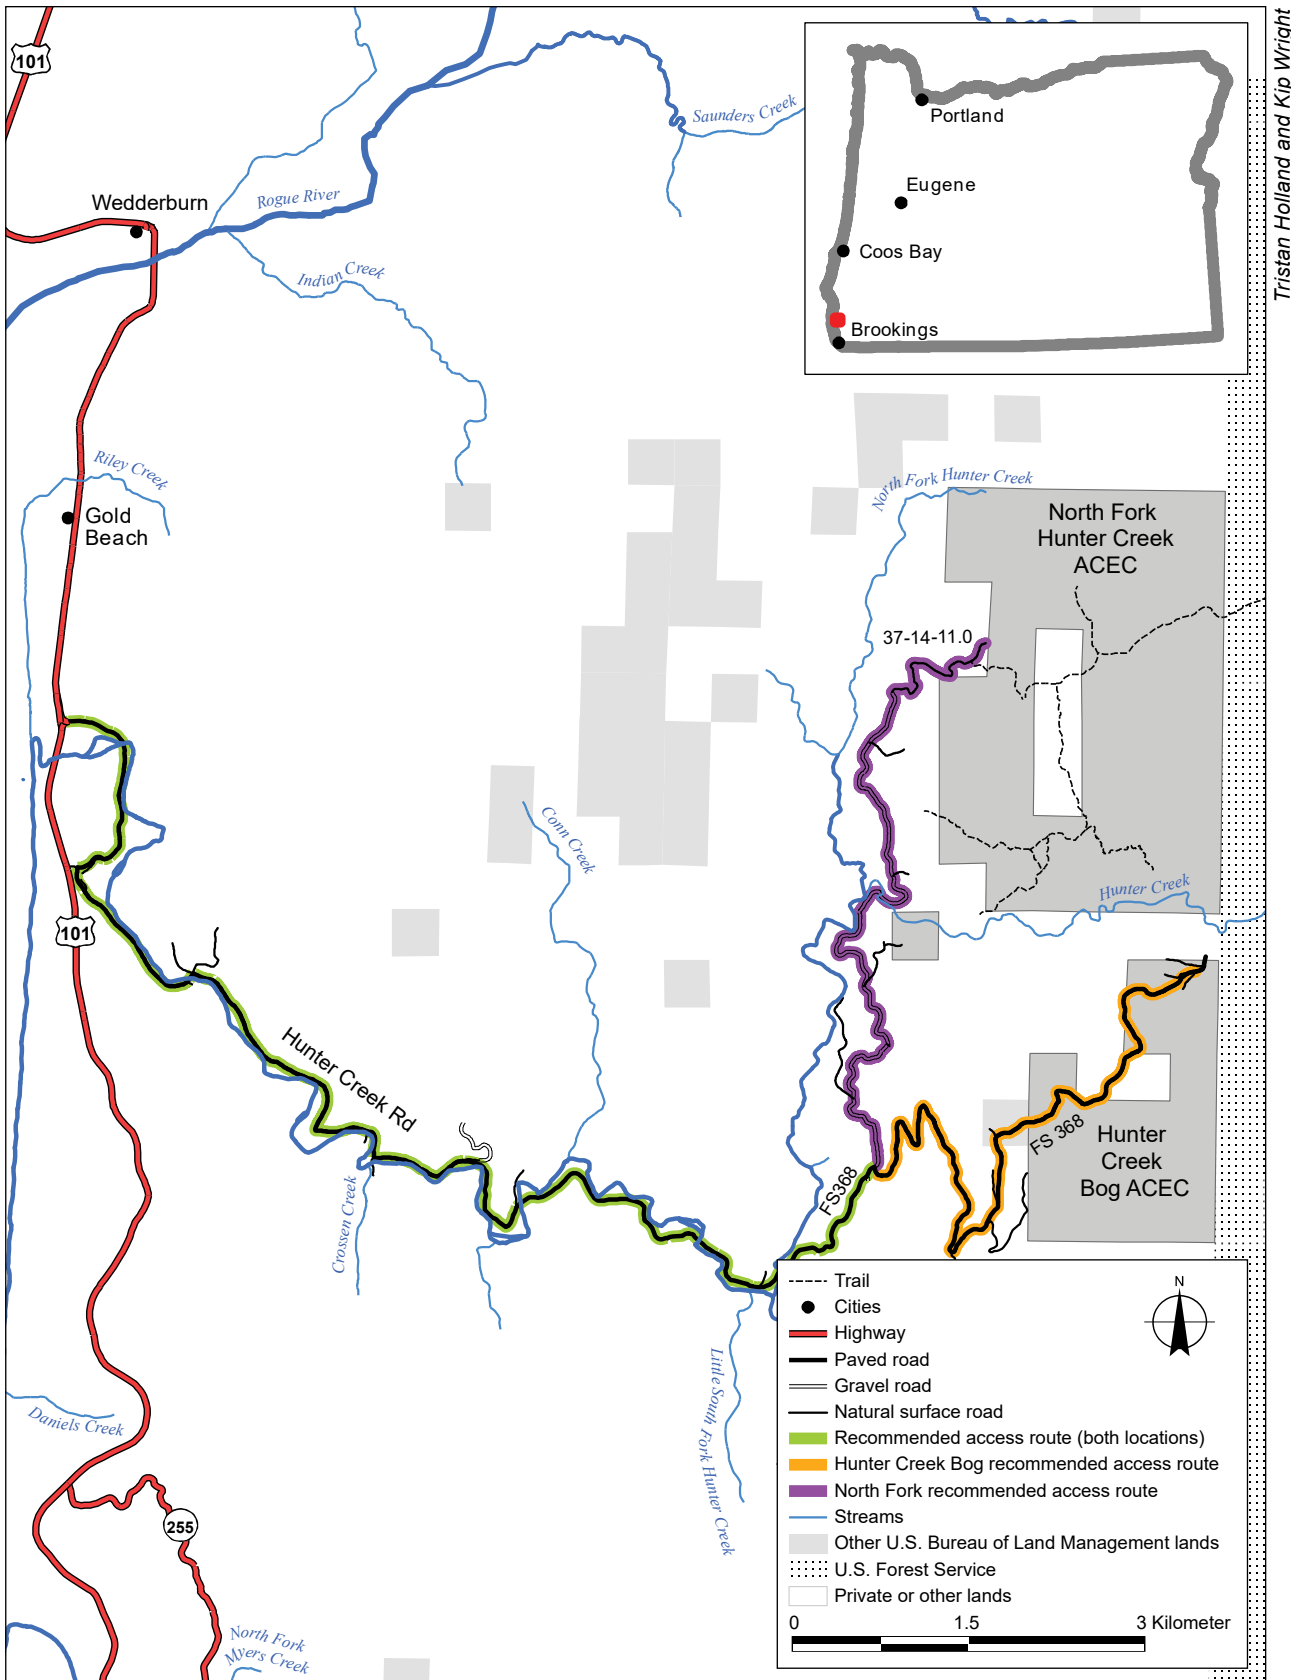 Tristan Holland and Kip Wright
101
Saunders Creek
Portland
Eugene
Coos Bay
Brookings
Wedderburn
Rogue River
Indian Creek
Riley Creek
Gold
Beach
North Fork Hunter Creek
North Fork
Hunter Creek
ACEC
37-14-11.0
Conn Creek
Hunter Creek
101
Hunter Creek Rd
FS 368
Hunter
Creek
Bog ACEC
FS368
Crossen Creek
Little South Fork Hunter Creek
Daniels Creek
255
North Fork
Myers Creek
Trail
Cities
Highway
Paved road
Gravel road
Natural surface road
Recommended access route (both locations)
Hunter Creek Bog recommended access route
North Fork recommended access route
Streams
Other U.S. Bureau of Land Management lands
U.S. Forest Service
Private or other lands
N
0 1.5 3 Kilometer